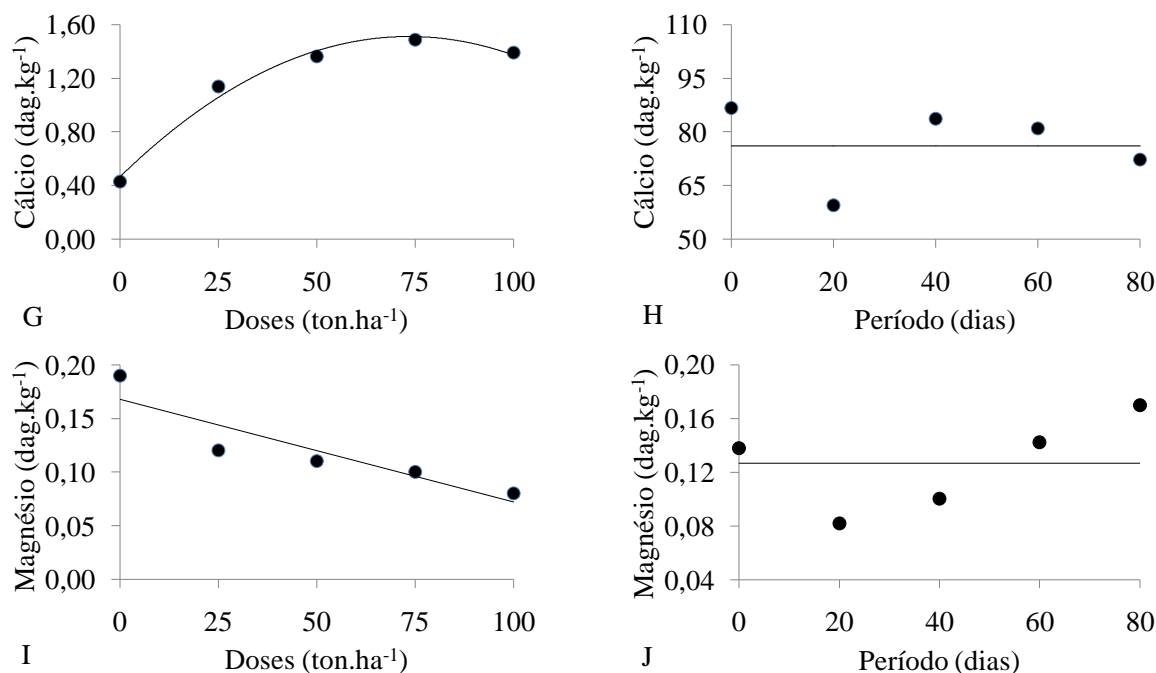 Cálcio (dag.kg⁻¹)
1,60
1,20
0,80
0,40
0,00
0 25 50 75 100
Doses (ton.ha⁻¹)
G
Cálcio (dag.kg⁻¹)
110
95
80
65
50
0 20 40 60 80
Período (dias)
H
Magnésio (dag.kg⁻¹)
0,20
0,15
0,10
0,05
0,00
0 25 50 75 100
Doses (ton.ha⁻¹)
I
Magnésio (dag.kg⁻¹)
0,20
0,16
0,12
0,08
0,04
0 20 40 60 80
Período (dias)
J